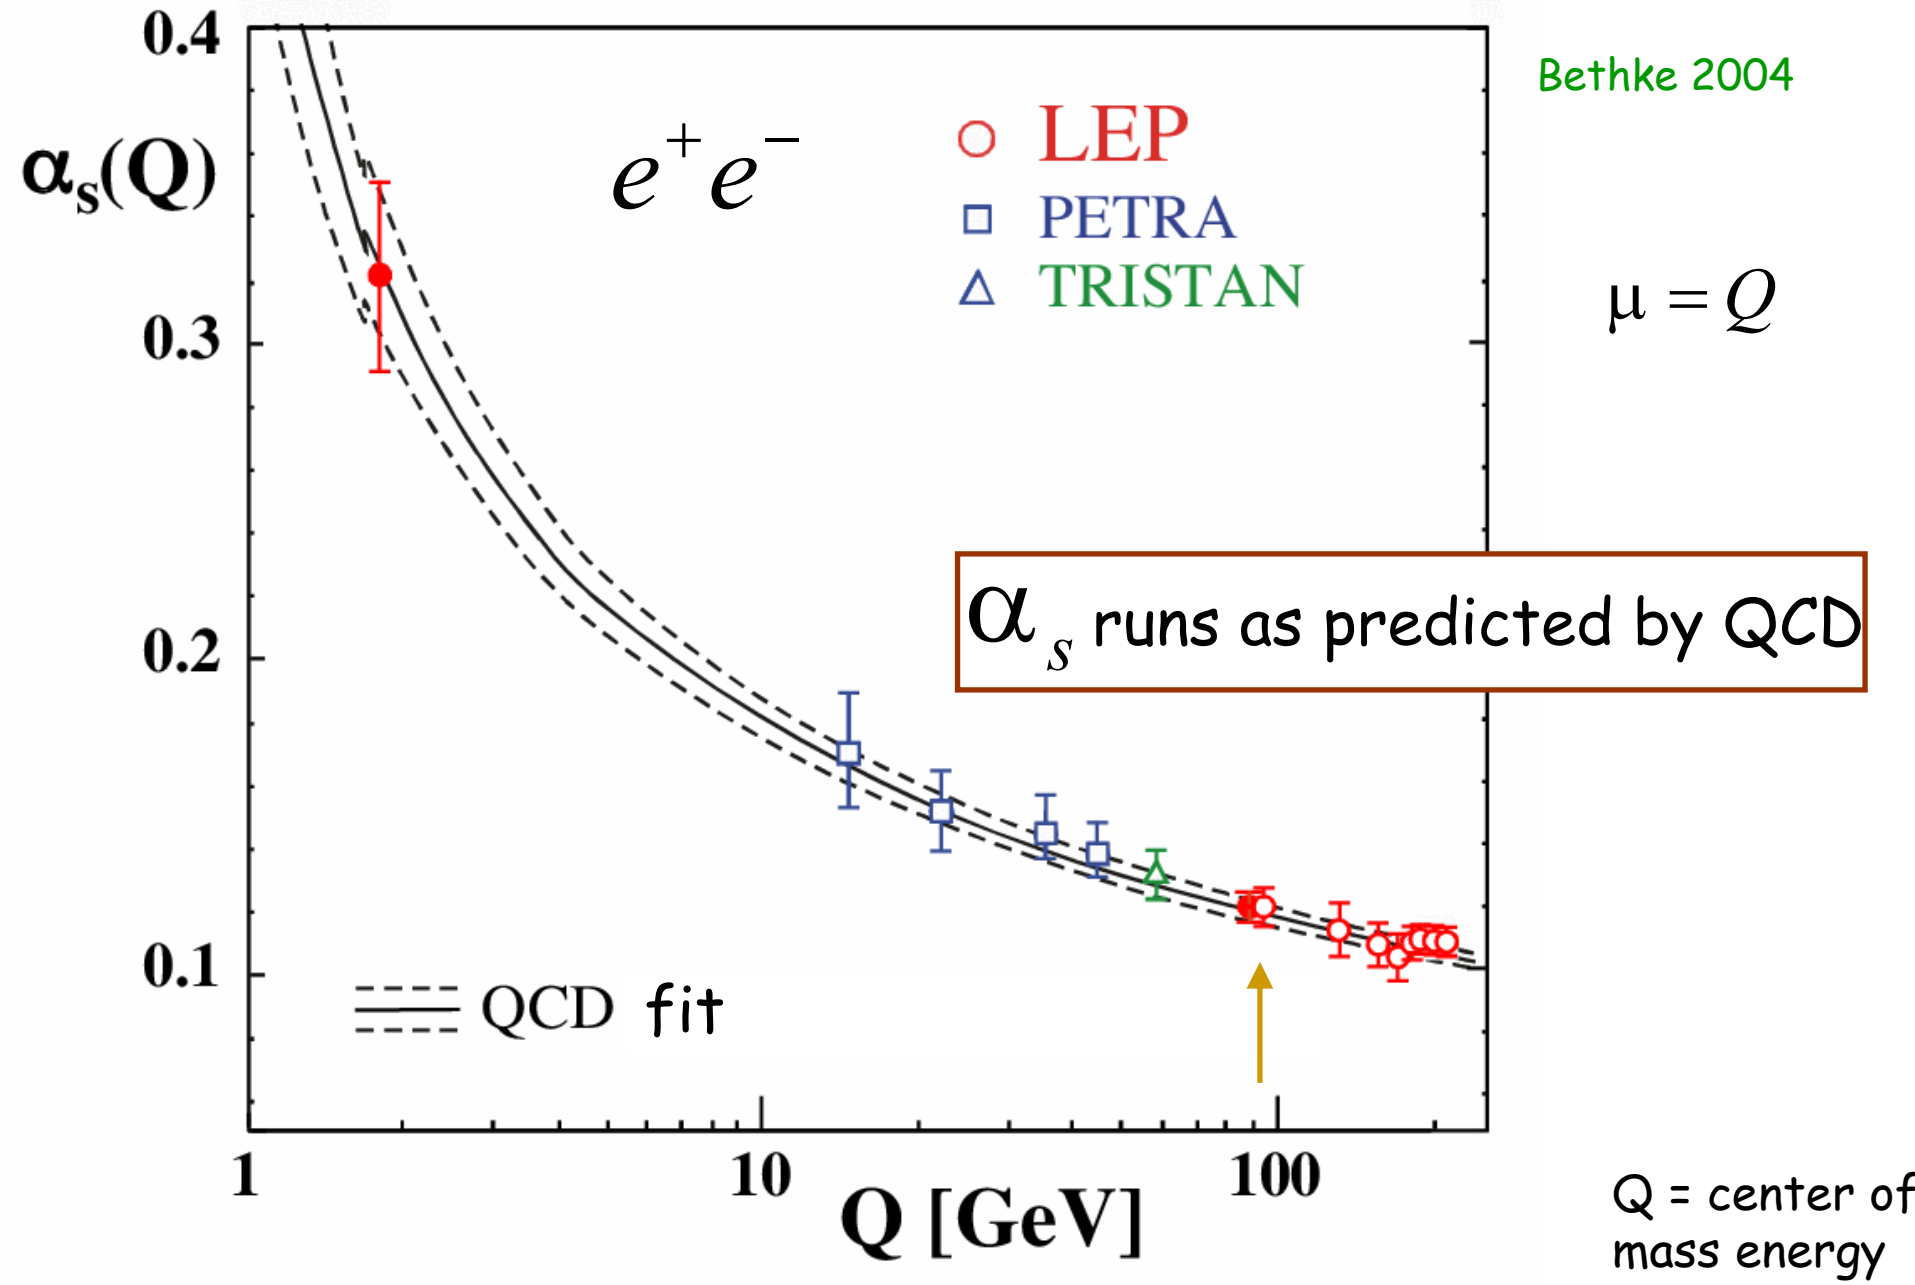 0.4
Bethke 2004
e⁺e⁻
LEP
αs(Q)
PETRA
TRISTAN
μ = Q
0.3
αs runs as predicted by QCD
0.2
0.1
QCD fit
1
10
100
Q [GeV]
Q = center of
mass energy